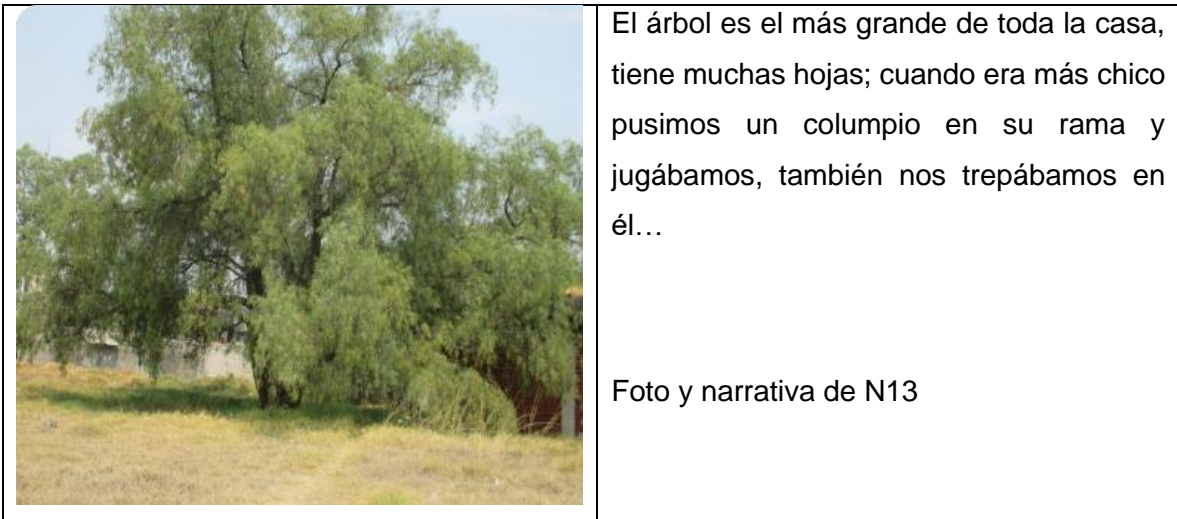 El árbol es el más grande de toda la casa,
tiene muchas hojas; cuando era más chico
pusimos un columpio en su rama y
jugábamos, también nos trepábamos en
él…
Foto y narrativa de N13